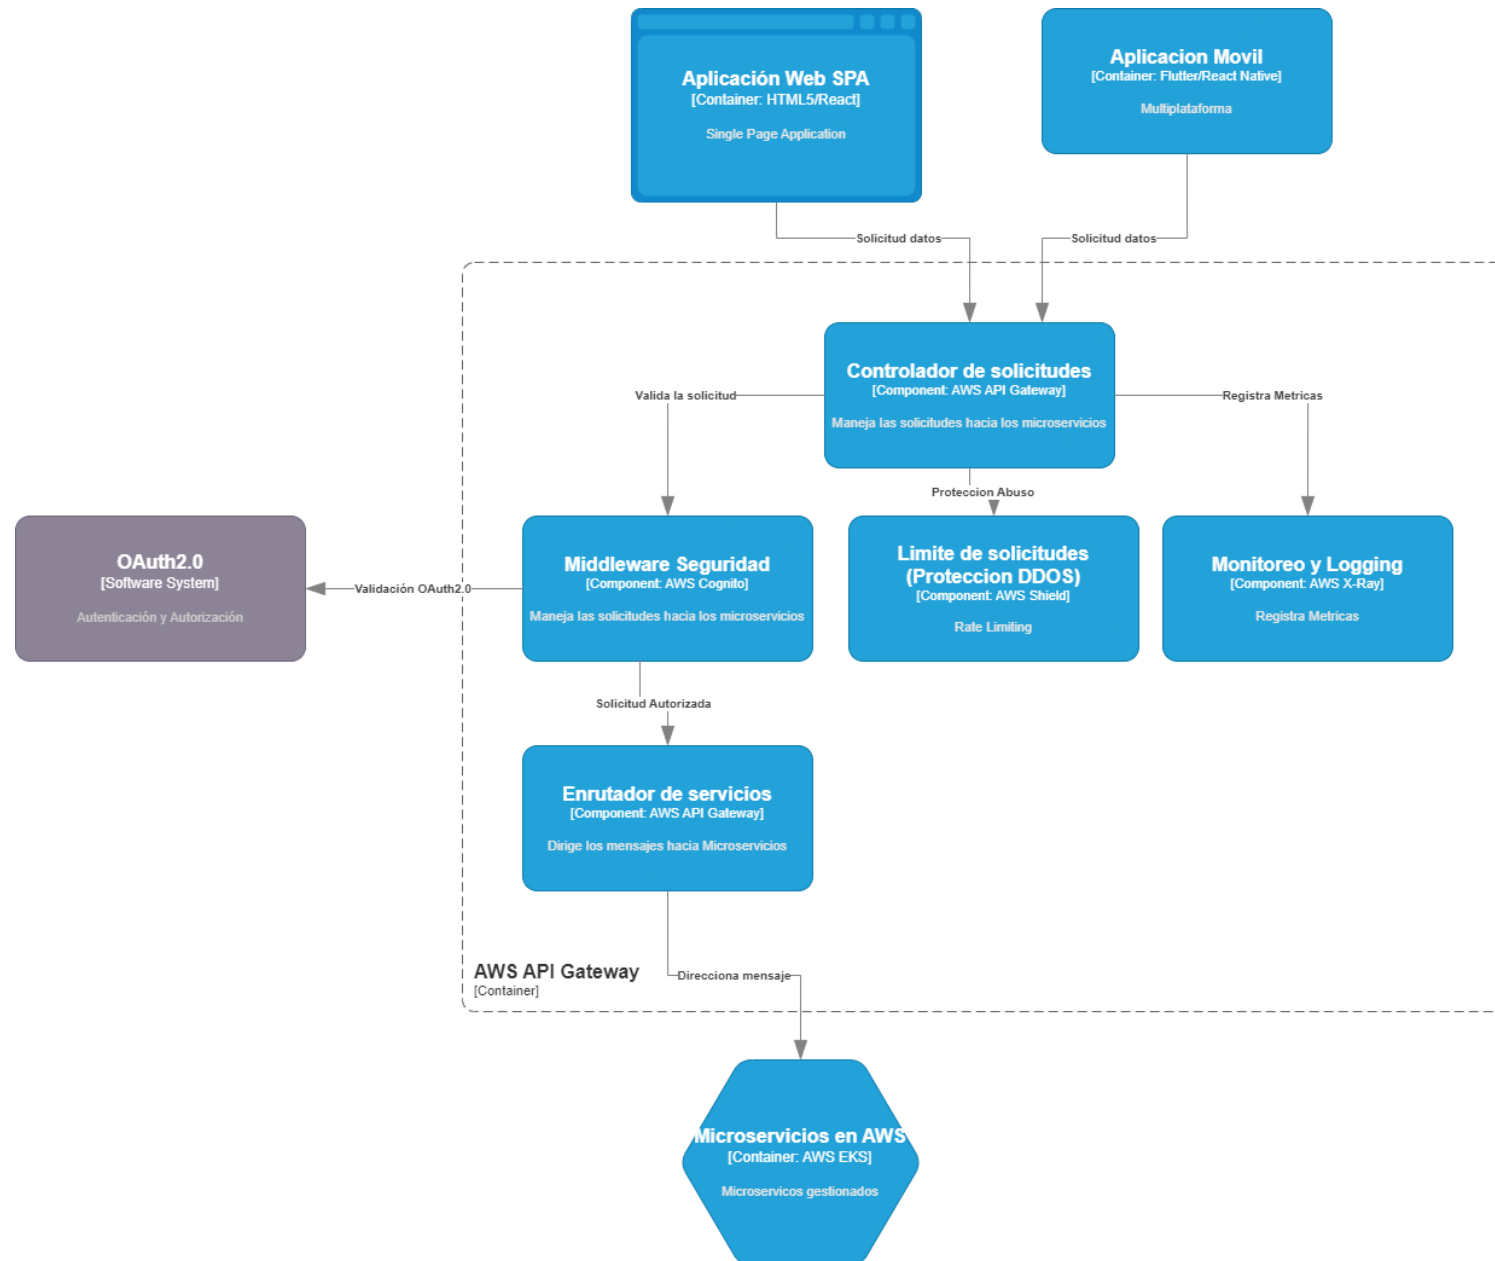 Aplicación Web SPA
[Container: HTML5/React]
Single Page Application
Aplicacion Movil
[Container: Flutter/React Native]
Multiplataforma
Solicitud datos
Solicitud datos
Controlador de solicitudes
[Component: AWS API Gateway]
Maneja las solicitudes hacia los microservicios
Valida la solicitud
Registra Metricas
Proteccion Abuso
OAuth2.0
[Software System]
Autenticación y Autorización
Validación OAuth2.0
Middleware Seguridad
[Component: AWS Cognito]
Maneja las solicitudes hacia los microservicios
Limite de solicitudes
(Proteccion DDOS)
[Component: AWS Shield]
Rate Limiting
Monitoreo y Logging
[Component: AWS X-Ray]
Registra Metricas
Solicitud Autorizada
Enrutador de servicios
[Component: AWS API Gateway]
Dirige los mensajes hacia Microservicios
AWS API Gateway
[Container]
Direcciona mensaje
Microservicios en AWS
[Container: AWS EKS]
Microservicos gestionados